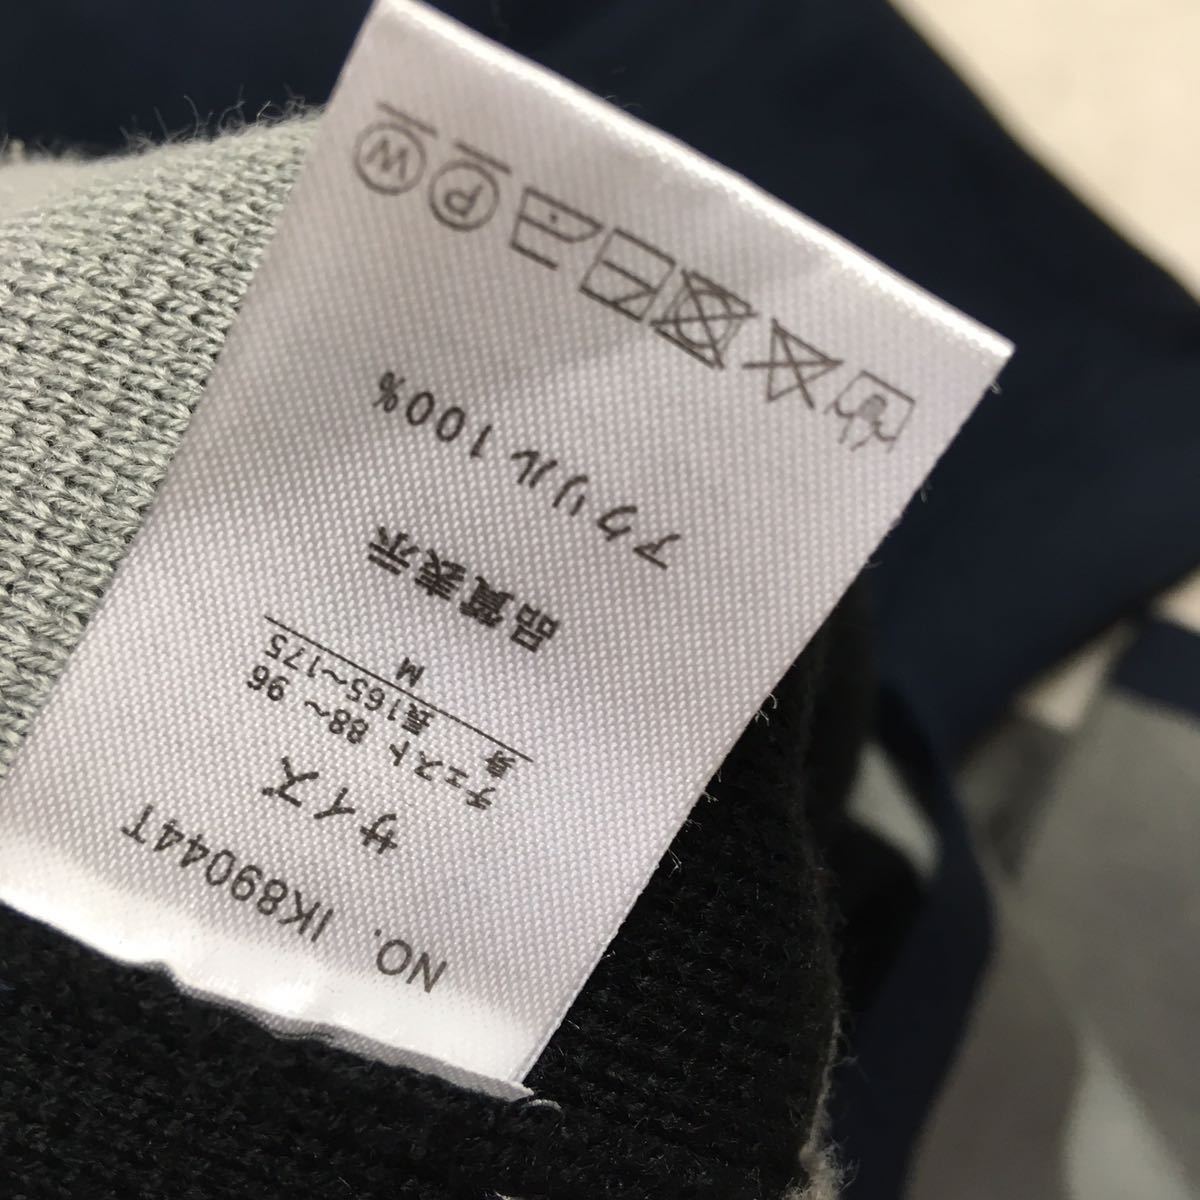 NO. IK89044T
サイズ
チェスト 88～96
身長165～175
M
品質表示
アクリル100%
P W